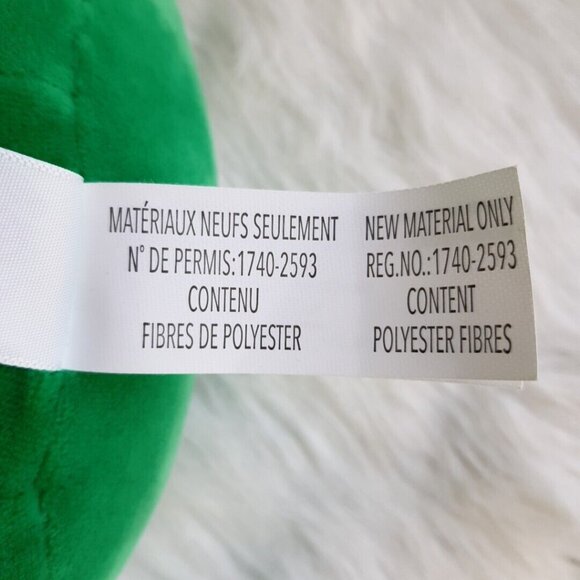 MATÉRIAUX NEUFS SEULEMENT
N° DE PERMIS:1740-2593
CONTENU
FIBRES DE POLYESTER
NEW MATERIAL ONLY
REG.NO.:1740-2593
CONTENT
POLYESTER FIBRES